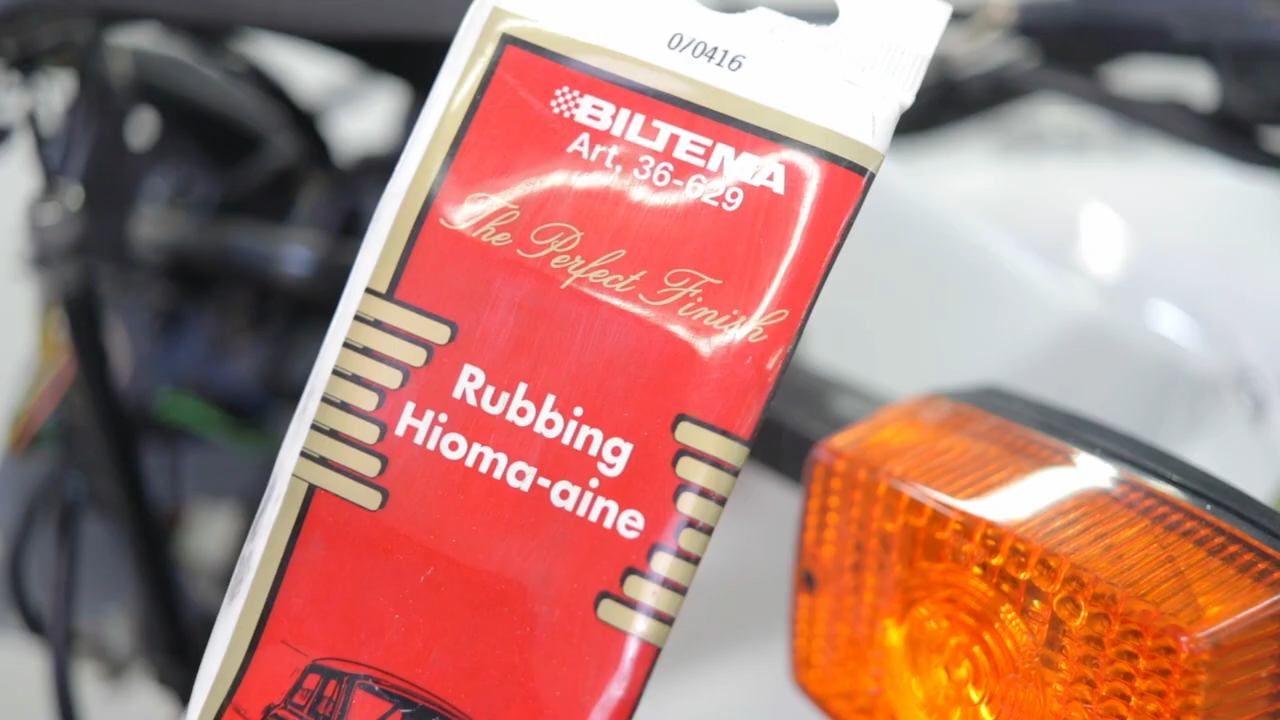 070416
BILTEMA
Art. 36-629
The Perfect Finish
Rubbing
Hioma-aine